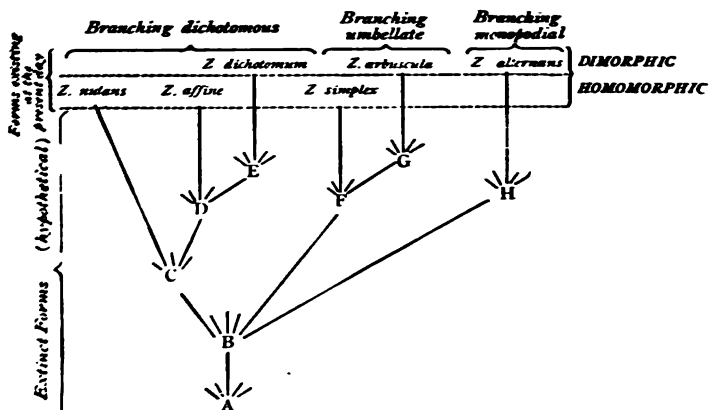 Branching dichotomous
Branching umbellate
Branching monopodial
Forms existing at the present day
Z. dichotomum
Z. arbuscula
Z. alternans
DIMORPHIC
Z. nutans
Z. affine
Z. simplex
HOMOMORPHIC
Extinct Forms (hypothetical)
E
G
D
F
H
C
B
A